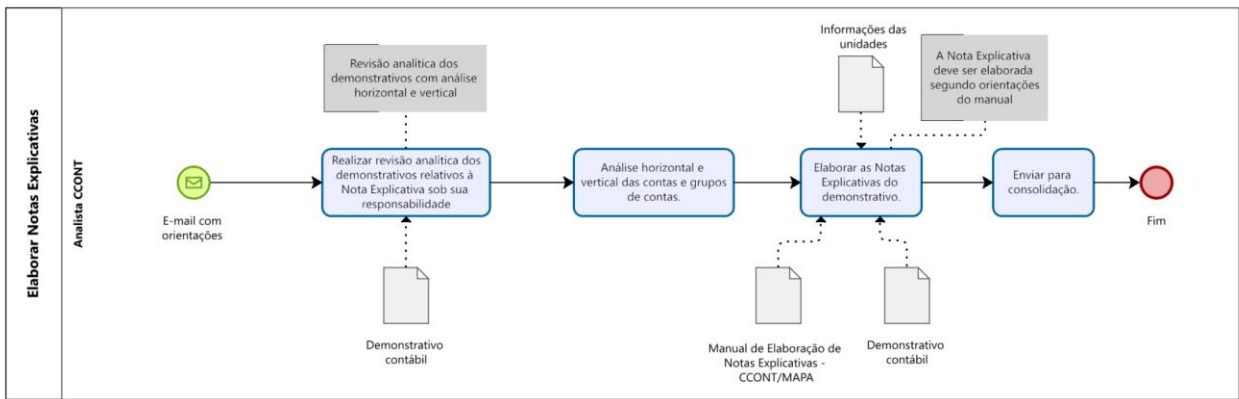 Elaborar Notas Explicativas
Analista CCONT
E-mail com
orientações
Revisão analítica dos
demonstrativos com análise
horizontal e vertical
Realizar revisão analítica dos
demonstrativos relativos à
Nota Explicativa sob sua
responsabilidade
Demonstrativo
contábil
Análise horizontal e
vertical das contas e grupos
de contas.
Informações das
unidades
A Nota Explicativa
deve ser elaborada
segundo orientações
do manual
Elaborar as Notas
Explicativas do
demonstrativo.
Manual de Elaboração de
Notas Explicativas -
CCONT/MAPA
Demonstrativo
contábil
Enviar para
consolidação.
Fim